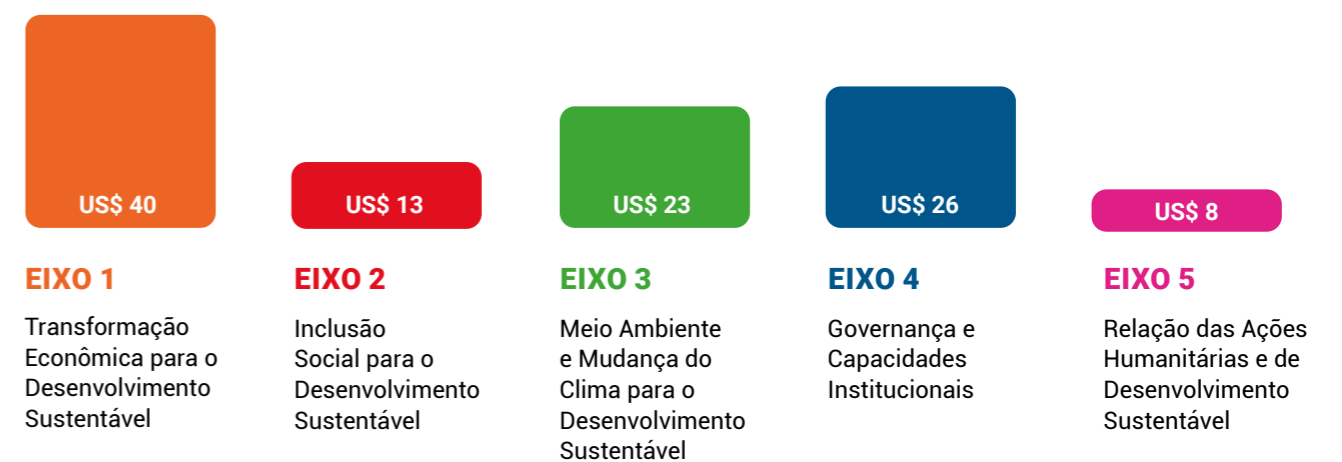 US$ 40
US$ 13
US$ 23
US$ 26
US$ 8
EIXO 1
Transformação
Econômica para o
Desenvolvimento
Sustentável
EIXO 2
Inclusão
Social para o
Desenvolvimento
Sustentável
EIXO 3
Meio Ambiente
e Mudança do
Clima para o
Desenvolvimento
Sustentável
EIXO 4
Governança e
Capacidades
Institucionais
EIXO 5
Relação das Ações
Humanitárias e de
Desenvolvimento
Sustentável